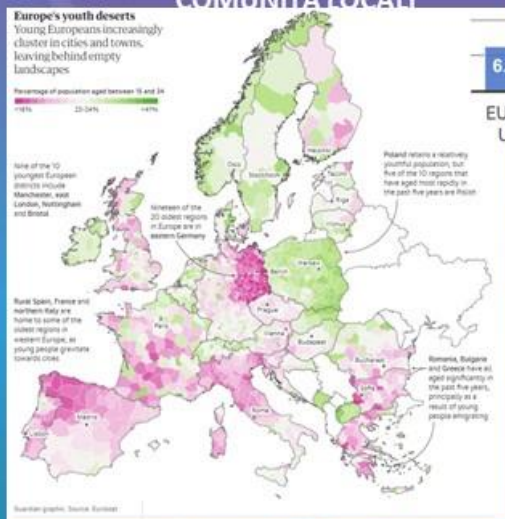 COMUNITÀ LOCALI
Europe's youth deserts
Young Europeans increasingly
cluster in cities and towns,
leaving behind empty
landscapes
Percentage of population aged between 15 and 34
Nine of the 10
youngest European
districts include
Manchester, east
London, Nottingham
and Bristol
Nineteen of the
20 oldest regions
in Europe are in
eastern Germany
Poland retains a relatively
youthful population, but
five of the 10 regions that
have aged most rapidly in
the past five years are Polish
Rural Spain, France and
northern Italy are
home to some of the
oldest regions in
western Europe, as
young people gravitate
towards cities
Romania, Bulgaria
and Greece have all
aged significantly in
the past five years,
principally as a
result of young
people emigrating
Oslo
Stockholm
Helsinki
Tallinn
Riga
Vilnius
Berlin
Warsaw
Prague
Paris
Vienna
Budapest
Bucharest
Sofia
Rome
Madrid
Lisbon
Guardian graphic. Source: Eurostat
6.
EU
U